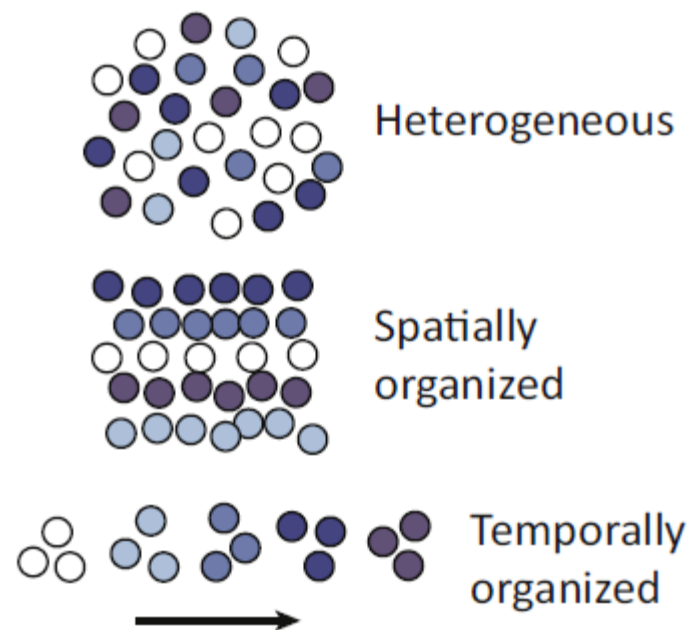 Heterogeneous
Spatially
organized
Temporally
organized